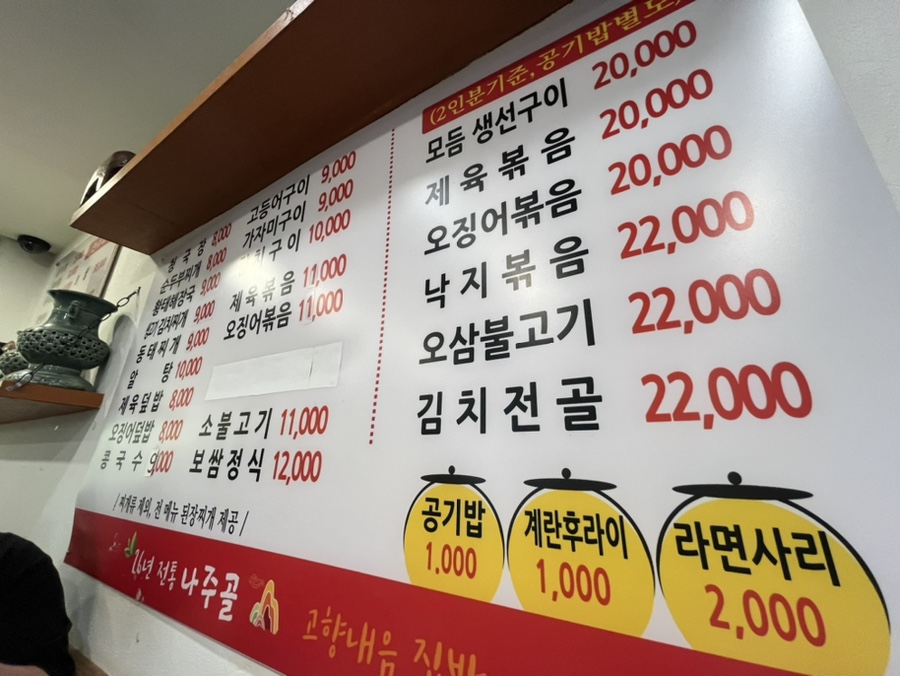 고등어구이 9,000
가자미구이 9,000
구이 10,000
제육볶음 11,000
오징어볶음 11,000
소불고기 11,000
보쌈정식 12,000
국장 8,000
순두부찌개 8,000
황태해장국 9,000
김치찌개 9,000
동태찌개 9,000
알탕 10,000
제육덮밥 8,000
오징어덮밥 8,000
콩국수 9,000
/ 찌개류 제외, 전 메뉴 된장찌개 제공 /
(2인분기준, 공기밥별도)
모듬 생선구이 20,000
제육볶음 20,000
오징어볶음 20,000
낙지볶음 22,000
오삼불고기 22,000
김치전골 22,000
공기밥
1,000
계란후라이
1,000
라면사리
2,000
전통 나주골
고향내음